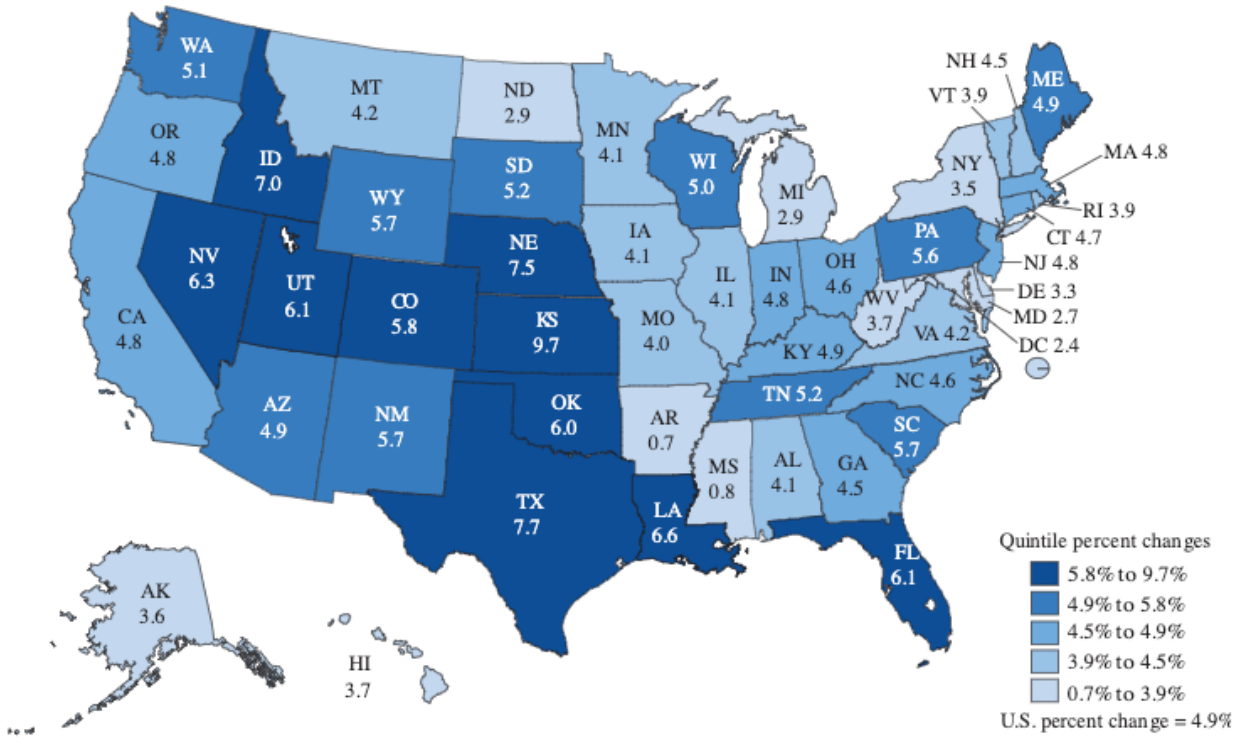 WA
5.1
MT
4.2
ND
2.9
MN
4.1
OR
4.8
ID
7.0
WY
5.7
SD
5.2
WI
5.0
MI
2.9
NH 4.5
VT 3.9
ME
4.9
NY
3.5
MA 4.8
RI 3.9
CT 4.7
NJ 4.8
DE 3.3
MD 2.7
DC 2.4
PA
5.6
NV
6.3
UT
6.1
CO
5.8
NE
7.5
KS
9.7
IA
4.1
IL
4.1
IN
4.8
OH
4.6
WV
3.7
VA 4.2
CA
4.8
MO
4.0
KY 4.9
NC 4.6
TN 5.2
SC
5.7
AZ
4.9
NM
5.7
OK
6.0
AR
0.7
MS
0.8
AL
4.1
GA
4.5
TX
7.7
LA
6.6
FL
6.1
AK
3.6
HI
3.7
Quintile percent changes
5.8% to 9.7%
4.9% to 5.8%
4.5% to 4.9%
3.9% to 4.5%
0.7% to 3.9%
U.S. percent change = 4.9%